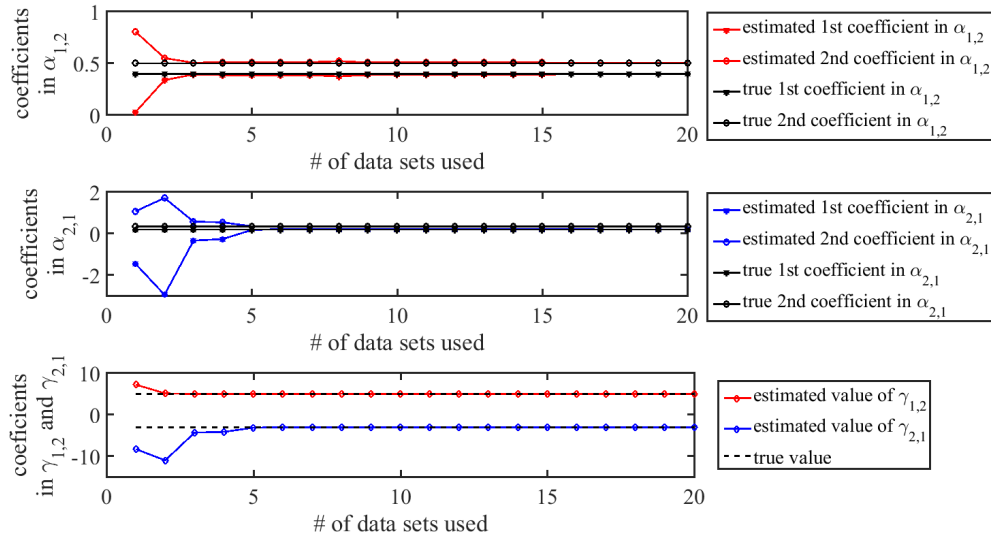 coefficients
in α1,2
1
0.5
0
0 5 10 15 20
# of data sets used
estimated 1st coefficient in α1,2
estimated 2nd coefficient in α1,2
true 1st coefficient in α1,2
true 2nd coefficient in α1,2
coefficients
in α2,1
2
0
-2
0 5 10 15 20
# of data sets used
estimated 1st coefficient in α2,1
estimated 2nd coefficient in α2,1
true 1st coefficient in α2,1
true 2nd coefficient in α2,1
coeficients
in γ1,2 and γ2,1
10
0
-10
0 5 10 15 20
# of data sets used
estimated value of γ1,2
estimated value of γ2,1
true value